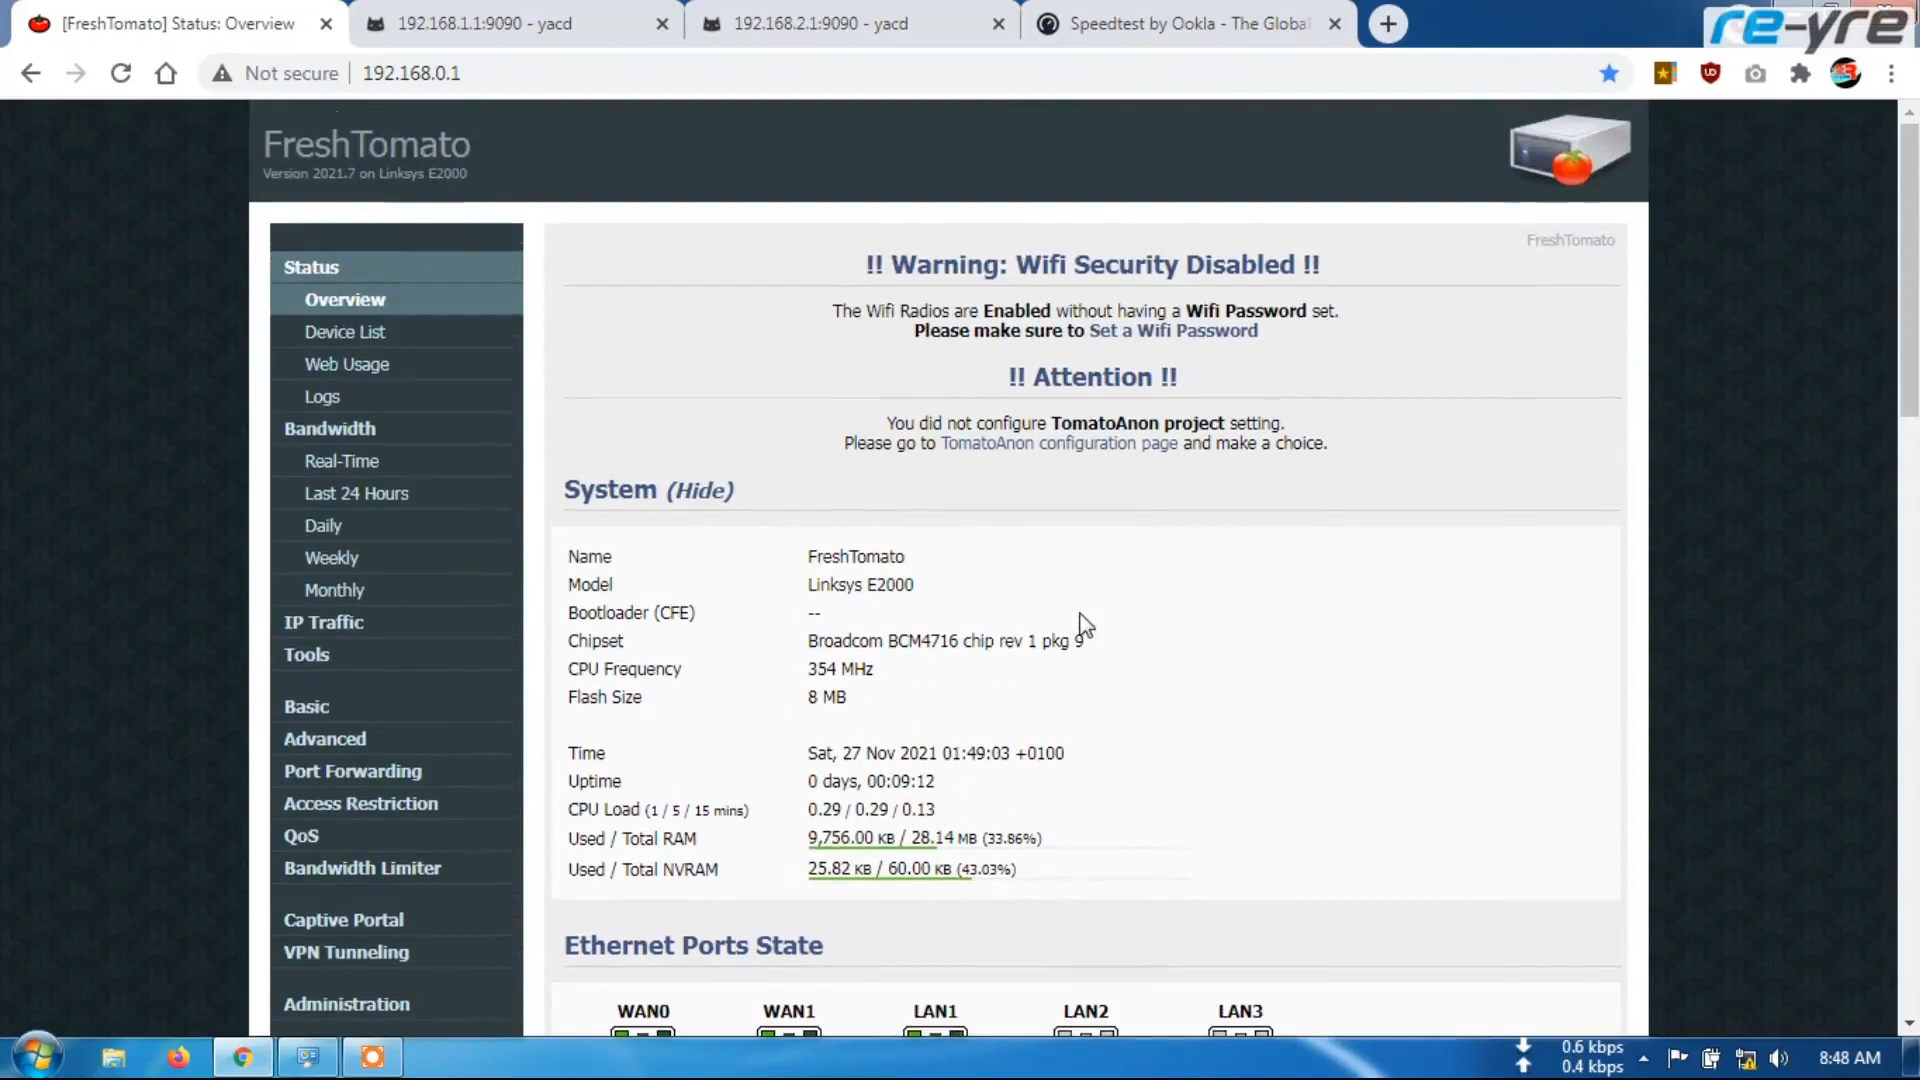 [FreshTomato] Status: Overview
192.168.1.1:9090 - yacd
192.168.2.1:9090 - yacd
Speedtest by Ookla - The Global
re-yre
Not secure
192.168.0.1
FreshTomato
Version 2021.7 on Linksys E2000
Status
Overview
Device List
Web Usage
Logs
Bandwidth
Real-Time
Last 24 Hours
Daily
Weekly
Monthly
IP Traffic
Tools
Basic
Advanced
Port Forwarding
Access Restriction
QoS
Bandwidth Limiter
Captive Portal
VPN Tunneling
Administration
FreshTomato
!! Warning: Wifi Security Disabled !!
The Wifi Radios are Enabled without having a Wifi Password set.
Please make sure to Set a Wifi Password
!! Attention !!
You did not configure TomatoAnon project setting.
Please go to TomatoAnon configuration page and make a choice.
System (Hide)
Name FreshTomato
Model Linksys E2000
Bootloader (CFE) --
Chipset Broadcom BCM4716 chip rev 1 pkg 9
CPU Frequency 354 MHz
Flash Size 8 MB
Time Sat, 27 Nov 2021 01:49:03 +0100
Uptime 0 days, 00:09:12
CPU Load (1 / 5 / 15 mins) 0.29 / 0.29 / 0.13
Used / Total RAM 9,756.00 KB / 28.14 MB (33.86%)
Used / Total NVRAM 25.82 KB / 60.00 KB (43.03%)
Ethernet Ports State
WAN0 WAN1 LAN1 LAN2 LAN3
0.6 kbps
0.4 kbps
8:48 AM